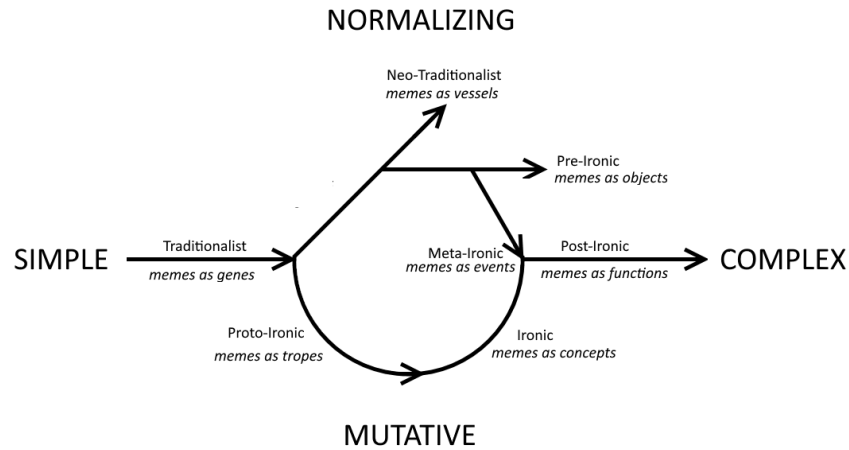 NORMALIZING
Neo-Traditionalist
memes as vessels
Pre-Ironic
memes as objects
SIMPLE
Traditionalist
memes as genes
Meta-Ironic
memes as events
Post-Ironic
memes as functions
COMPLEX
Proto-Ironic
memes as tropes
Ironic
memes as concepts
MUTATIVE